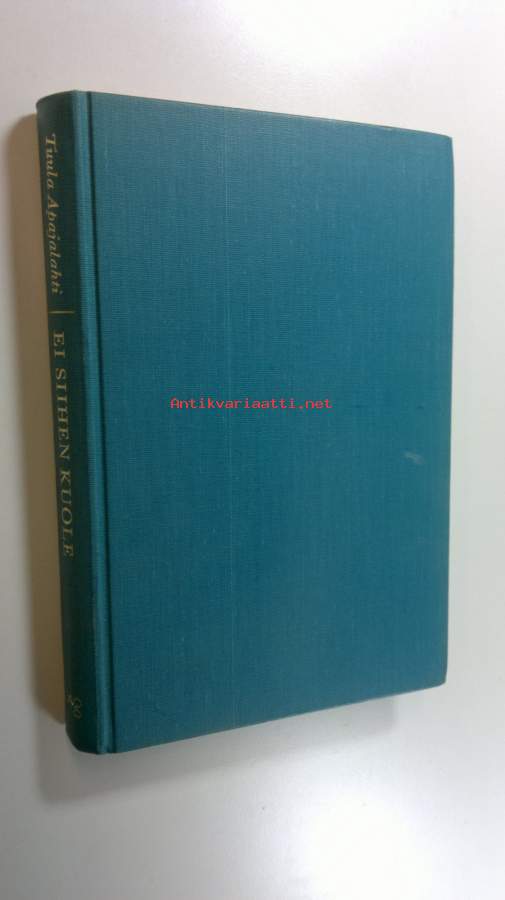 Tuula Apajalahti
EI SIIHEN KUOLE
Antikvariaatti.net